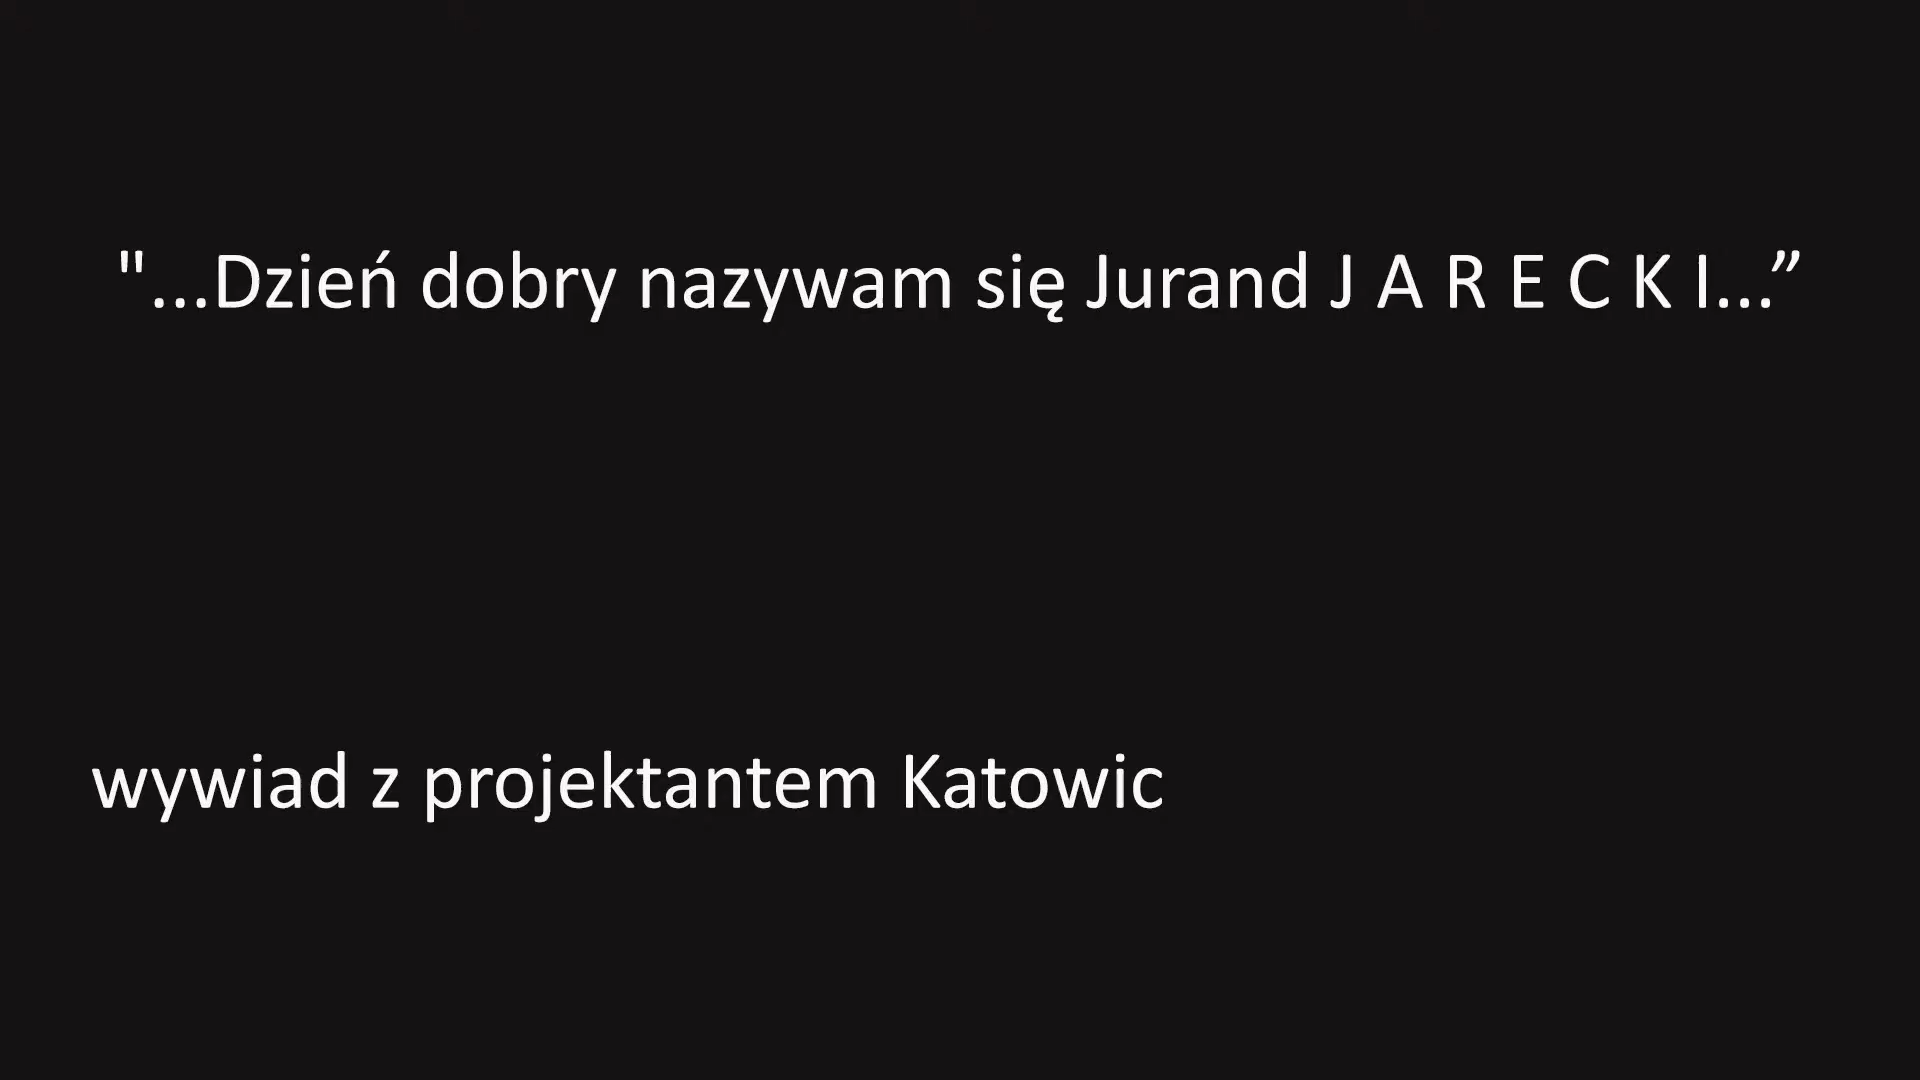 "...Dzień dobry nazywam się Jurand J A R E C K I...”
wywiad z projektantem Katowic